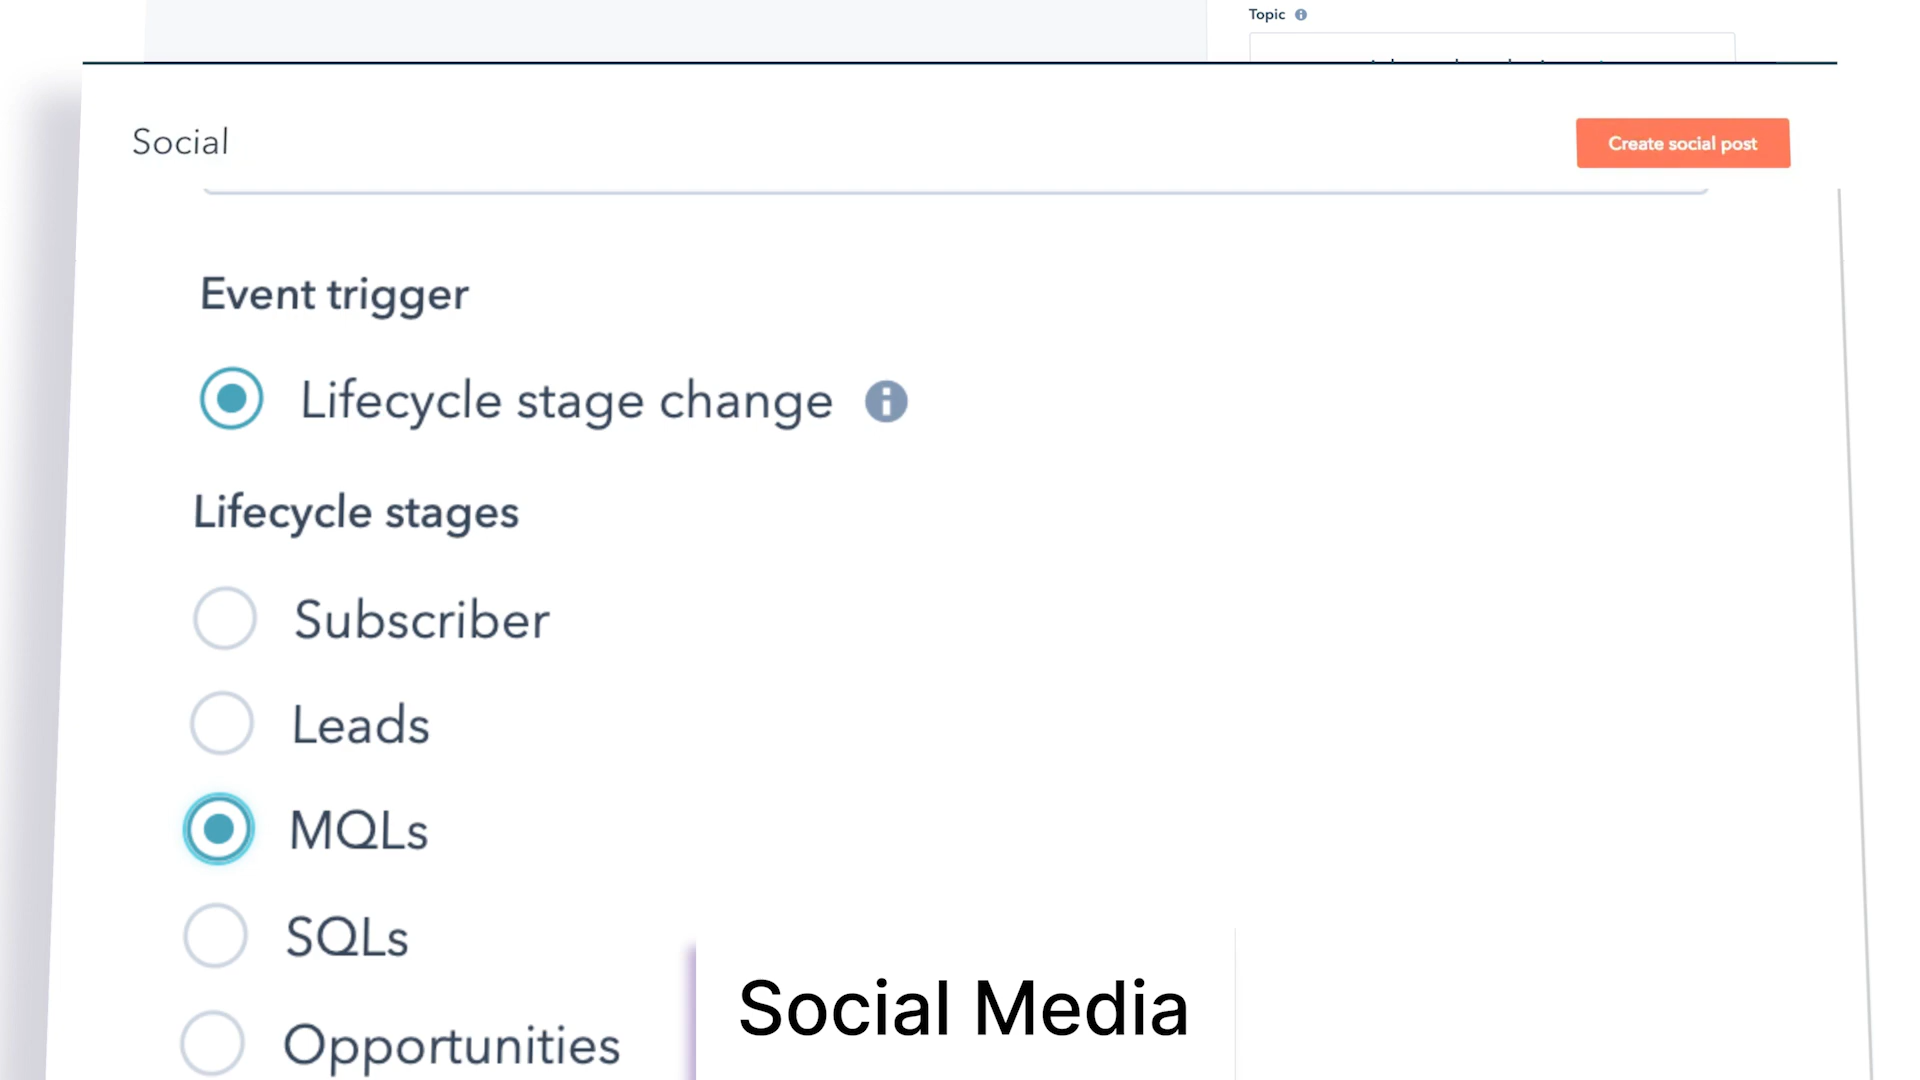 Topic
Social
Create social post
Event trigger
Lifecycle stage change
Lifecycle stages
Subscriber
Leads
MQLs
SQLs
Opportunities
Social Media